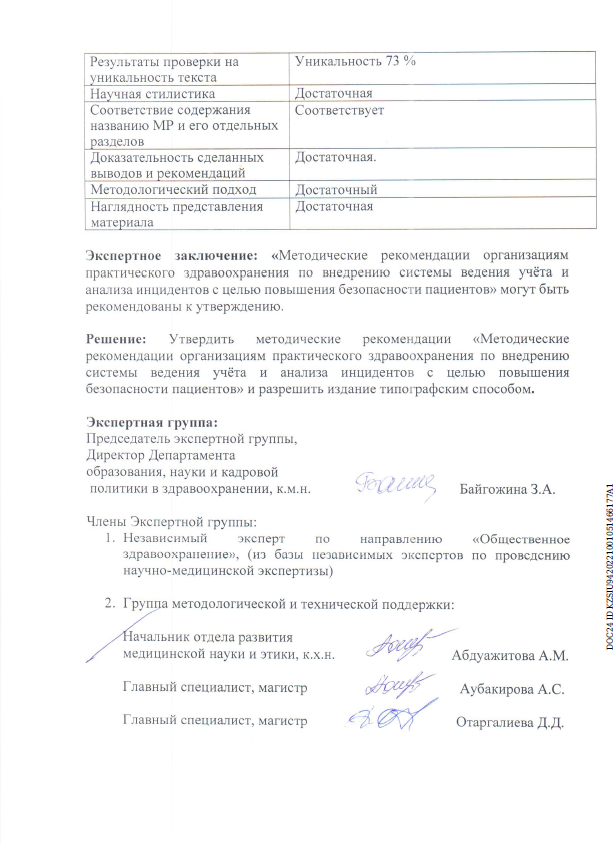 Результаты проверки на уникальность текста
Уникальность 73 %
Научная стилистика
Достаточная
Соответствие содержания названию МР и его отдельных разделов
Соответствует
Доказательность сделанных выводов и рекомендаций
Достаточная.
Методологический подход
Достаточный
Наглядность представления материала
Достаточная
Экспертное заключение: «Методические рекомендации организациям
практического здравоохранения по внедрению системы ведения учёта и
анализа инцидентов с целью повышения безопасности пациентов» могут быть
рекомендованы к утверждению.
Решение: Утвердить методические рекомендации «Методические
рекомендации организациям практического здравоохранения по внедрению
системы ведения учёта и анализа инцидентов с целью повышения
безопасности пациентов» и разрешить издание типографским способом.
Экспертная группа:
Председатель экспертной группы,
Директор Департамента
образования, науки и кадровой
политики в здравоохранении, к.м.н. Байгожина З.А.
Члены Экспертной группы:
1. Независимый эксперт по направлению «Общественное
здравоохранение», (из базы независимых экспертов по проведению
научно-медицинской экспертизы)
2. Группа методологической и технической поддержки:
Начальник отдела развития
медицинской науки и этики, к.х.н. Абдуажитова А.М.
Главный специалист, магистр Аубакирова А.С.
Главный специалист, магистр Отаргалиева Д.Д.
DOC24 ID KZSIU94202210010514661​77A1